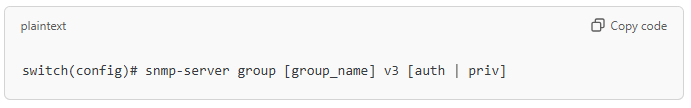 plaintext
Copy code
switch(config)# snmp-server group [group_name] v3 [auth | priv]